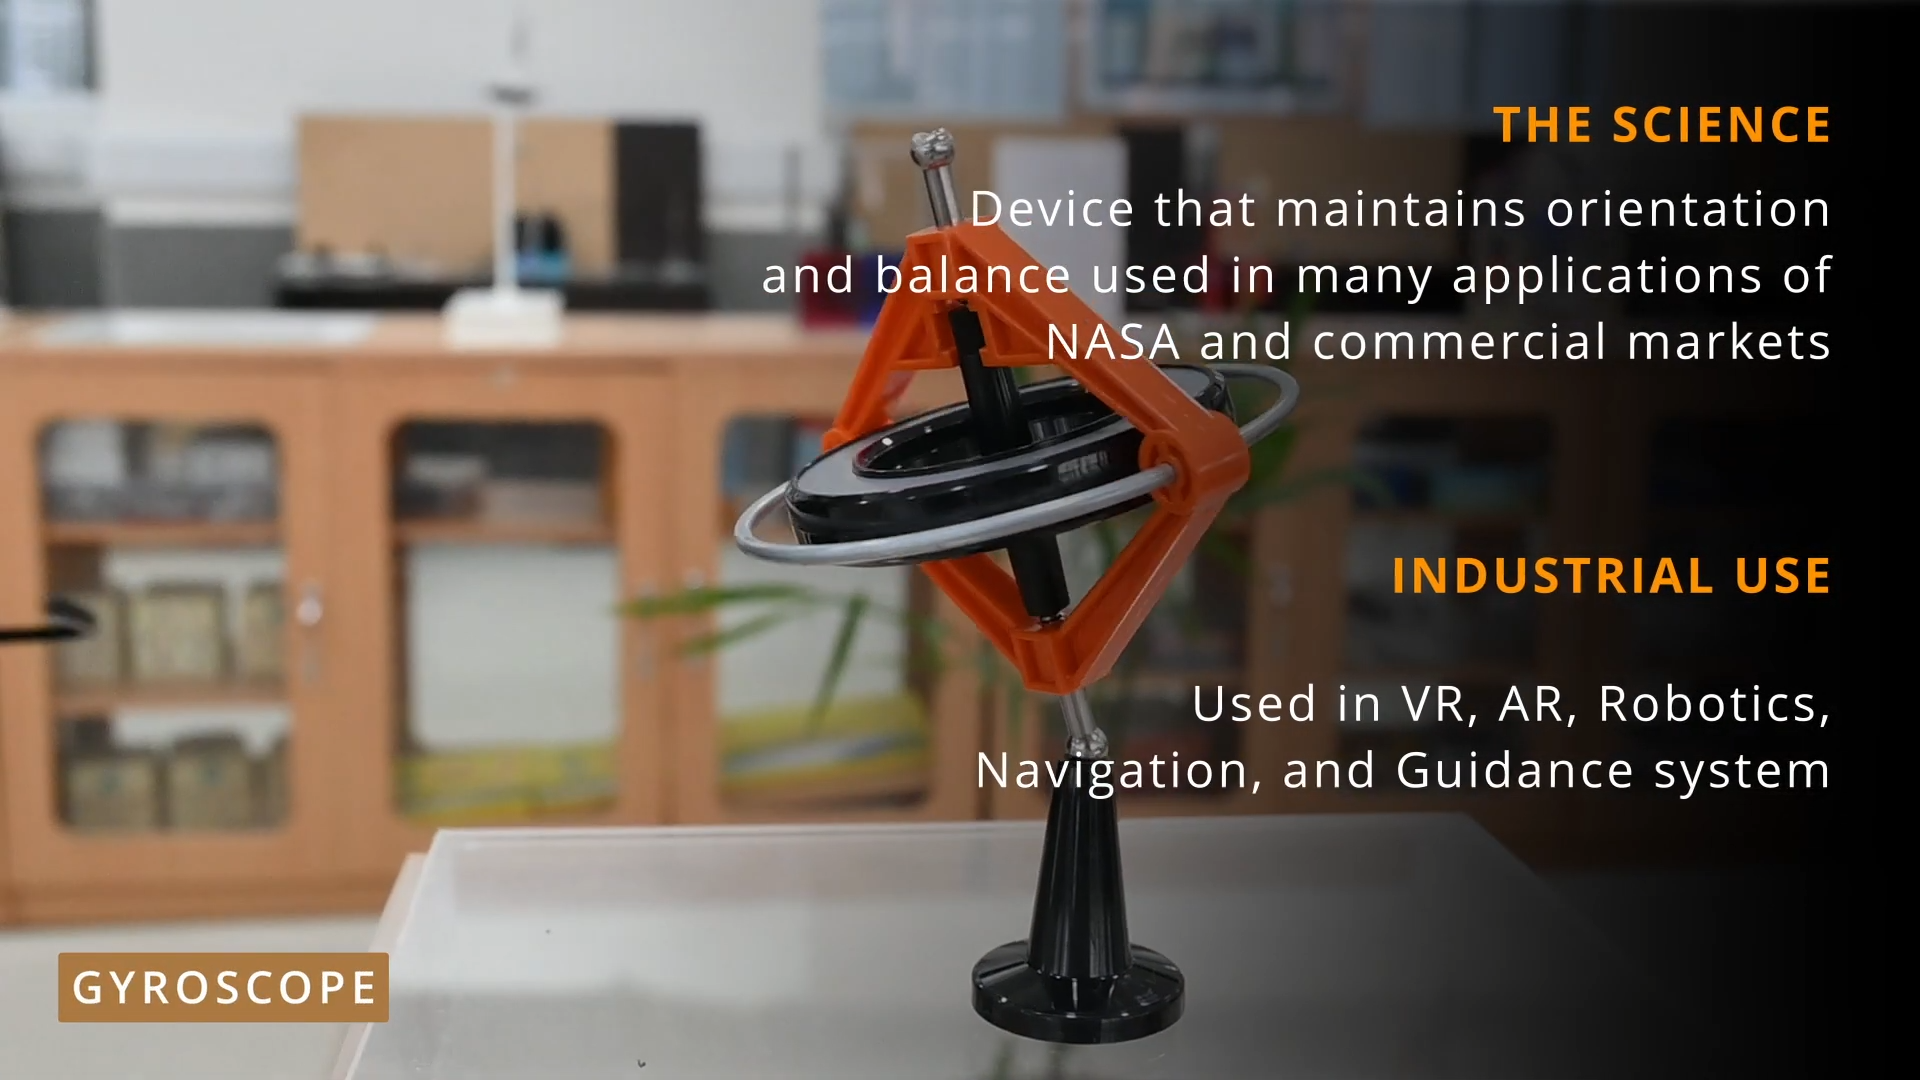 THE SCIENCE
Device that maintains orientation
and balance used in many applications of
NASA and commercial markets
INDUSTRIAL USE
Used in VR, AR, Robotics,
Navigation, and Guidance system
GYROSCOPE